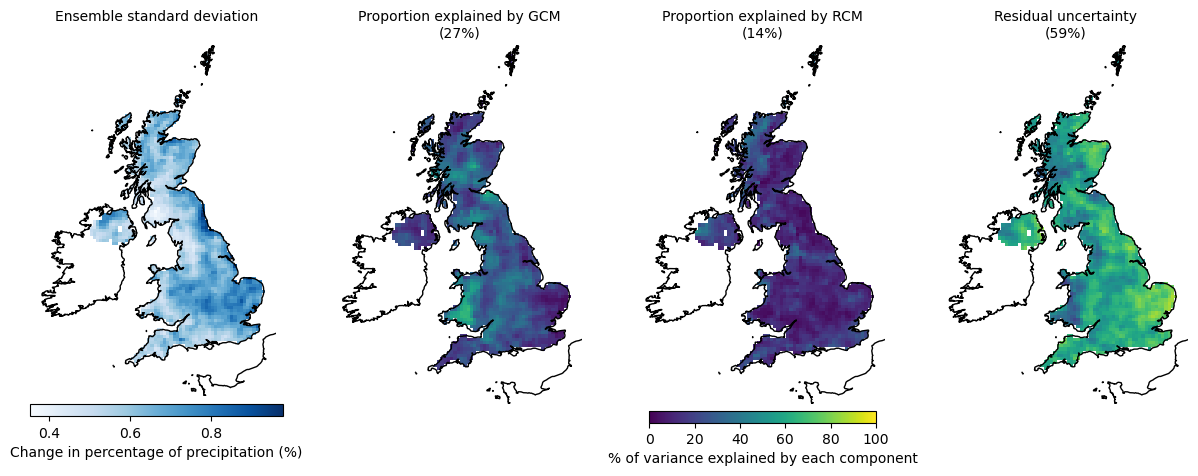 Ensemble standard deviation
Proportion explained by GCM
(27%)
Proportion explained by RCM
(14%)
Residual uncertainty
(59%)
0.4 0.6 0.8
Change in percentage of precipitation (%)
0 20 40 60 80 100
% of variance explained by each component